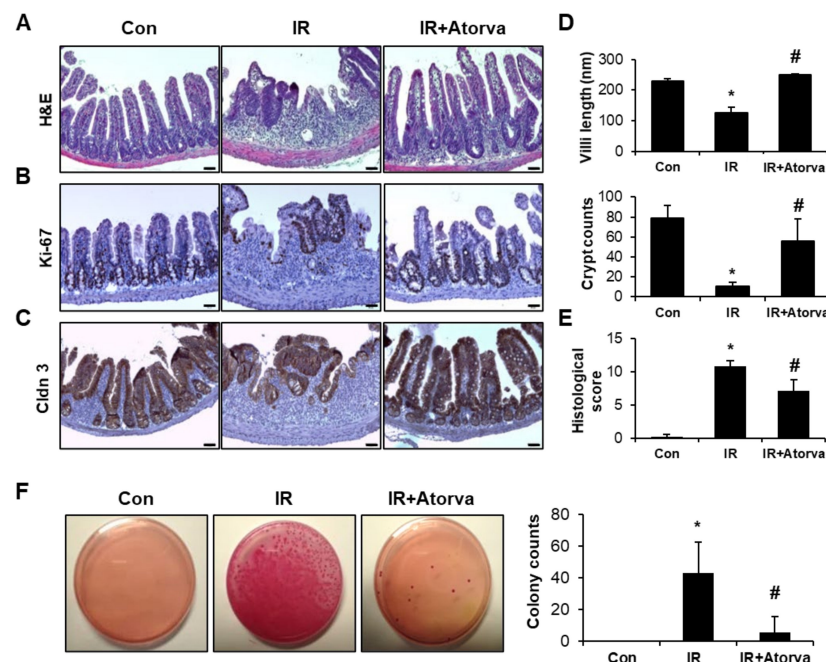 A
Con
IR
IR+Atorva
H&E
B
Ki-67
C
Cldn 3
D
Villi length (nm)
300
200
100
0
*
#
Con
IR
IR+Atorva
Crypt counts
100
80
60
40
20
0
*
#
Con
IR
IR+Atorva
E
Histological
score
15
10
5
0
*
#
Con
IR
IR+Atorva
F
Con
IR
IR+Atorva
Colony counts
80
60
40
20
0
*
#
Con
IR
IR+Atorva